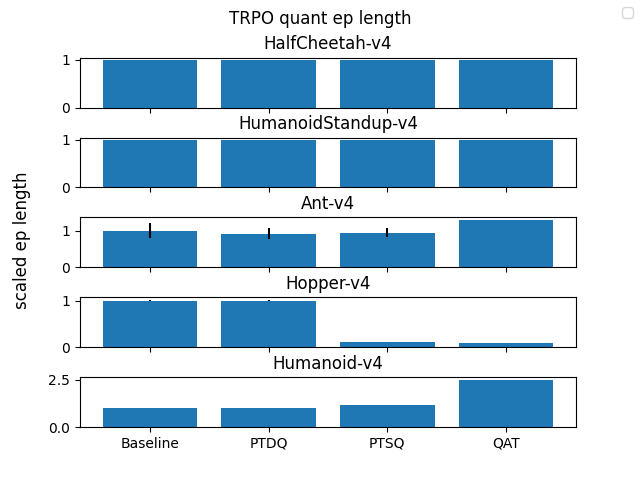 TRPO quant ep length
HalfCheetah-v4
1
0
HumanoidStandup-v4
1
0
scaled ep length
Ant-v4
1
0
Hopper-v4
1
0
Humanoid-v4
2.5
0.0
Baseline PTDQ PTSQ QAT